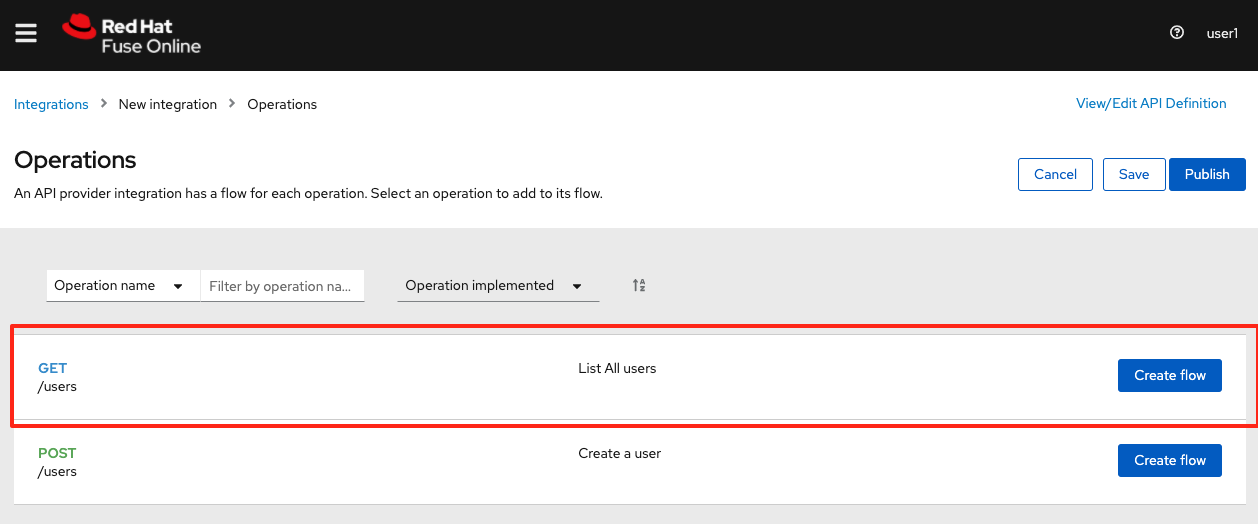 Red Hat
Fuse Online
user1
Integrations > New integration > Operations
View/Edit API Definition
Operations
An API provider integration has a flow for each operation. Select an operation to add to its flow.
Cancel
Save
Publish
Operation name
Filter by operation na...
Operation implemented
GET
/users
List All users
Create flow
POST
/users
Create a user
Create flow